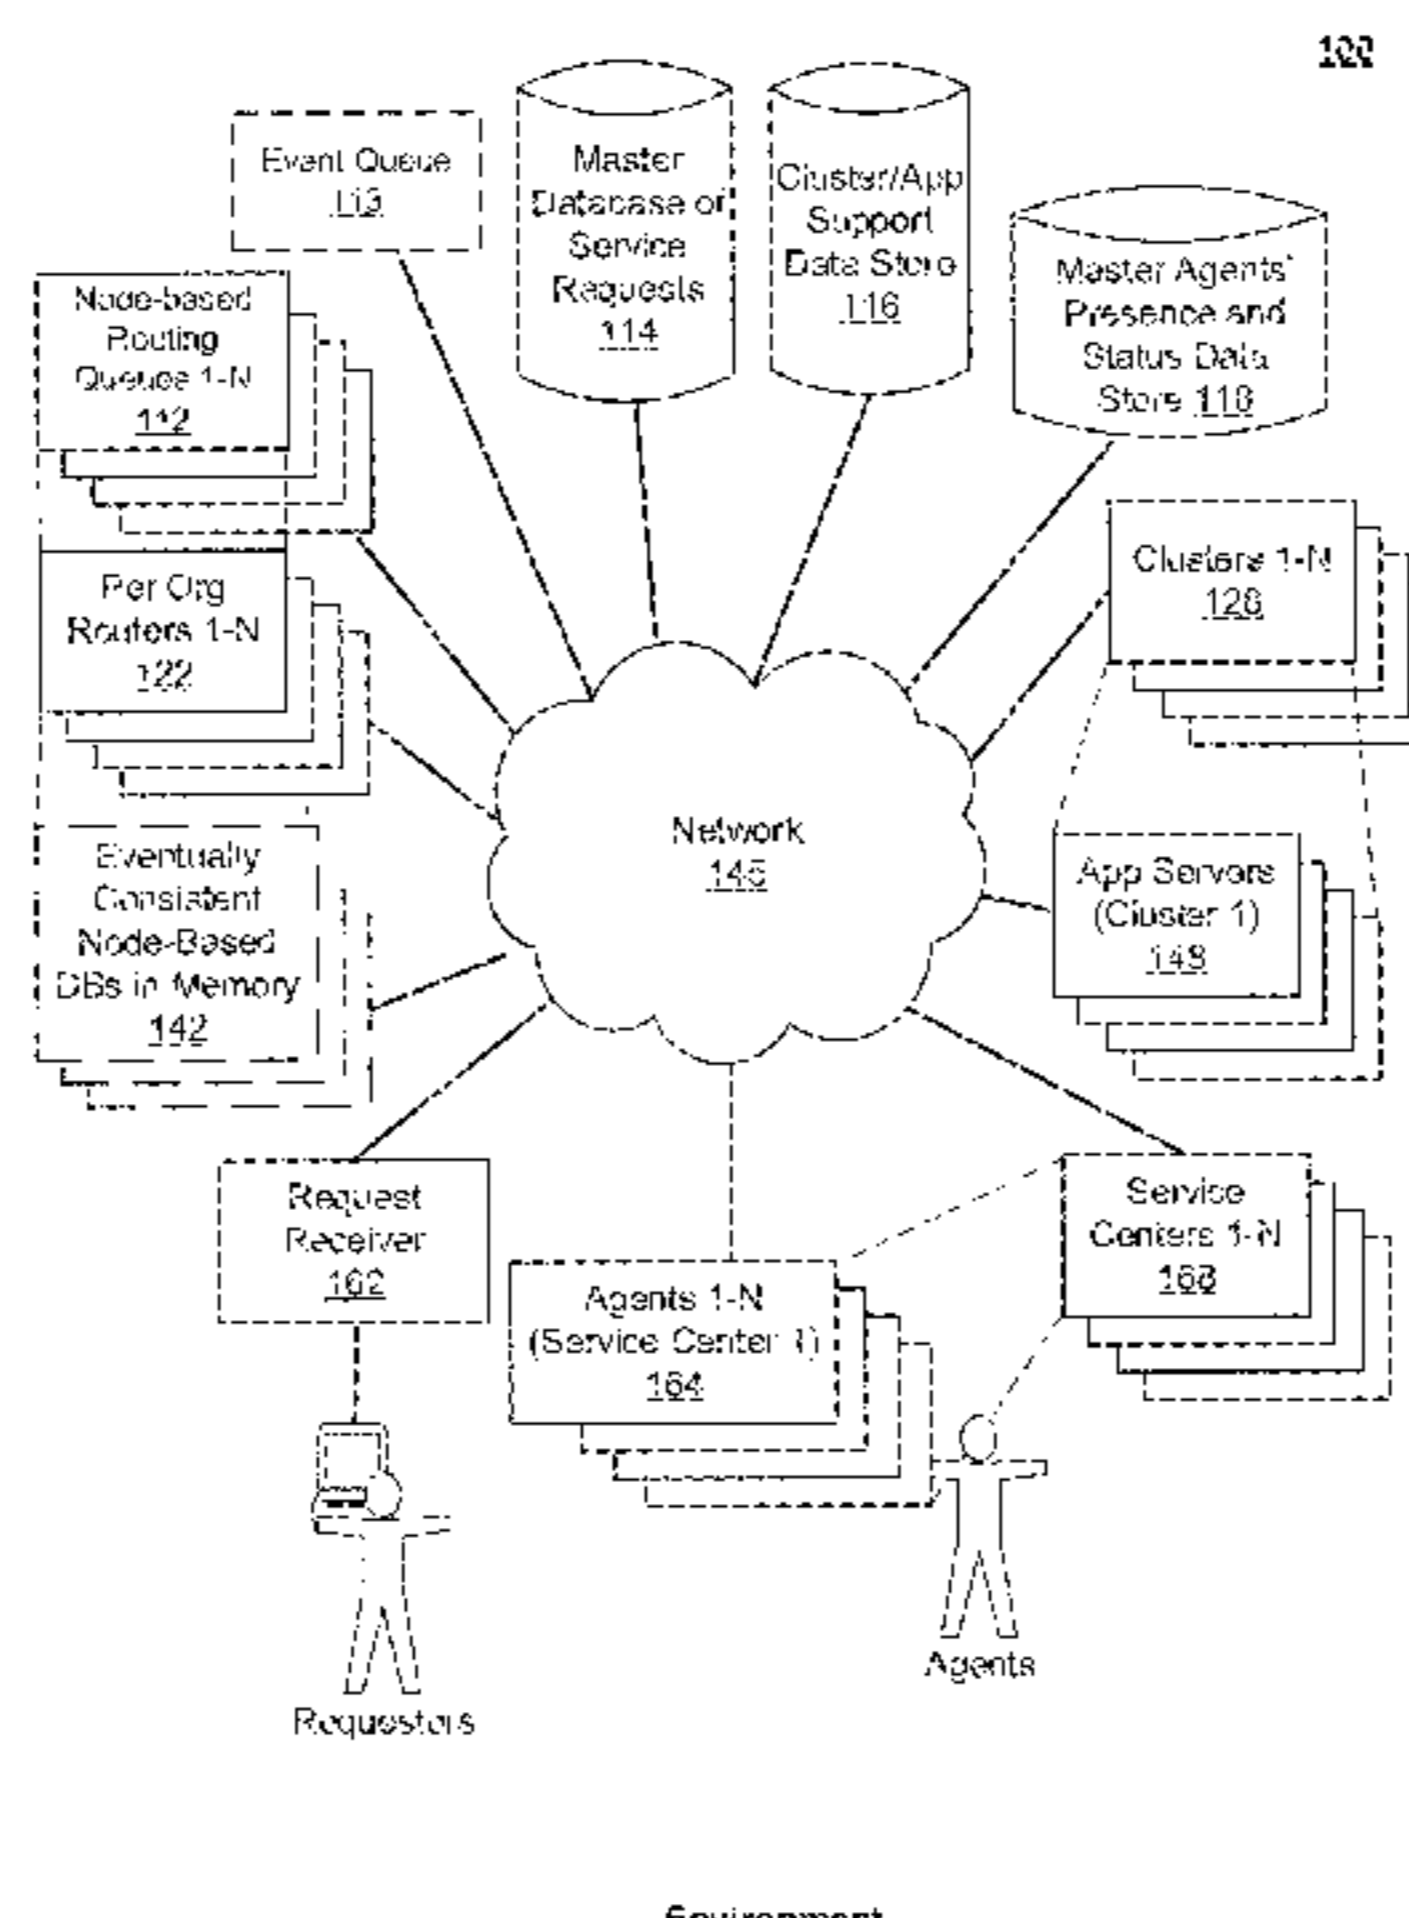 100
Event Queue
113
Master
Database of
Service
Requests
114
Cluster/App
Support
Data Store
116
Master Agents'
Presence and
Status Data
Store 118
Node-based
Routing
Queues 1-N
112
Clusters 1-N
128
Per Org
Routers 1-N
122
Network
145
Eventually
Consistent
Node-Based
DBs in Memory
142
App Servers
(Cluster 1)
148
Request
Receiver
162
Agents 1-N
(Service Center 1)
164
Service
Centers 1-N
168
Agents
Requestors
Environment